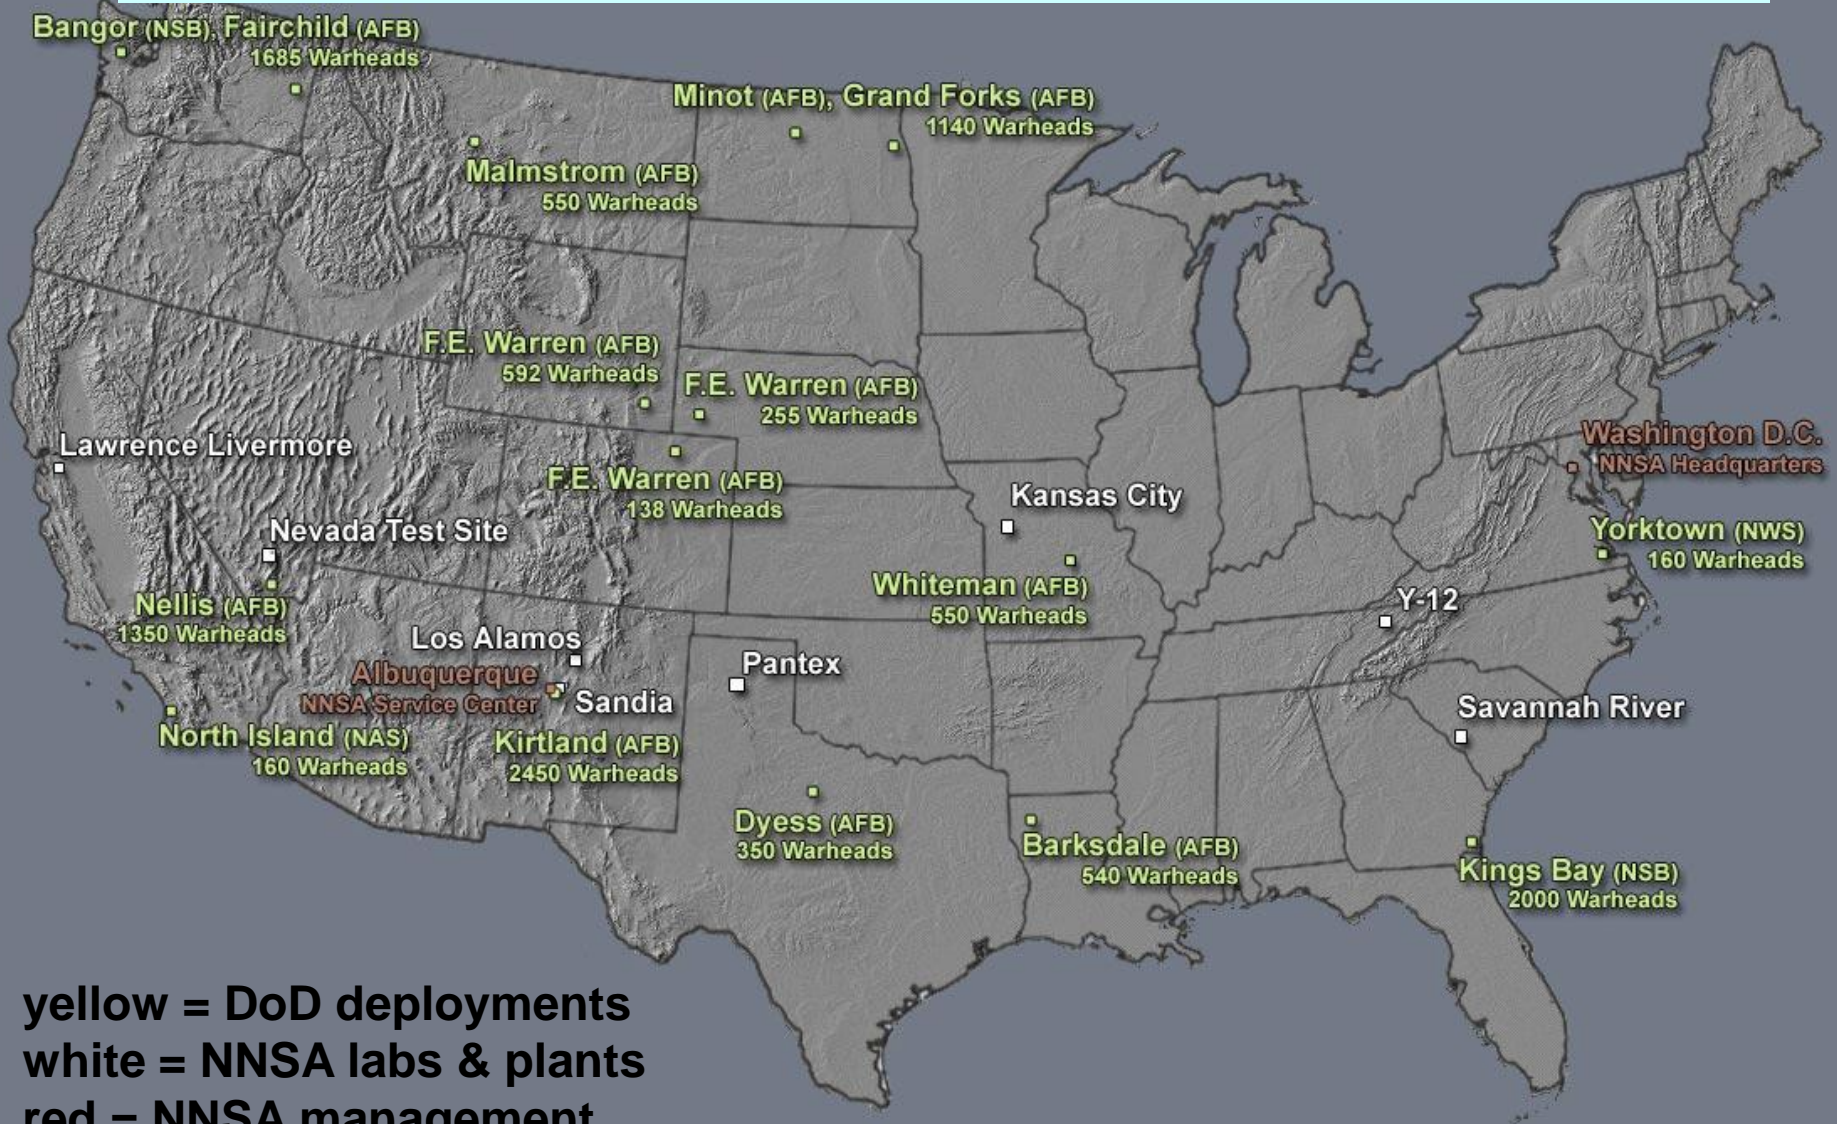 Bangor (NSB), Fairchild (AFB)
1685 Warheads
Minot (AFB), Grand Forks (AFB)
1140 Warheads
Malmstrom (AFB)
550 Warheads
F.E. Warren (AFB)
592 Warheads
F.E. Warren (AFB)
255 Warheads
F.E. Warren (AFB)
138 Warheads
Lawrence Livermore
Washington D.C.
NNSA Headquarters
Kansas City
Nevada Test Site
Yorktown (NWS)
160 Warheads
Whiteman (AFB)
550 Warheads
Nellis (AFB)
1350 Warheads
Y-12
Los Alamos
Albuquerque
NNSA Service Center
Sandia
Pantex
Savannah River
North Island (NAS)
160 Warheads
Kirtland (AFB)
2450 Warheads
Dyess (AFB)
350 Warheads
Barksdale (AFB)
540 Warheads
Kings Bay (NSB)
2000 Warheads
yellow = DoD deployments
white = NNSA labs & plants
red = NNSA management